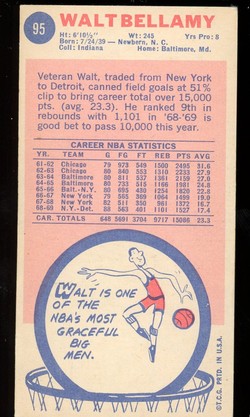 95
WALT BELLAMY
Ht: 6'10½" Wt: 245 Yrs Pro: 8
Born: 7/24/39 — Newborn, N. C.
Coll: Indiana Home: Baltimore, Md.
Veteran Walt, traded from New York
to Detroit, canned field goals at 51%
clip to bring career total over 15,000
pts. (avg. 23.3). He ranked 9th in
rebounds with 1,101 in '68-'69 is
good bet to pass 10,000 this year.
CAREER NBA STATISTICS
YR. TEAM G FG FT REB PTS AVG
61-62 Chicago 79 973 549 1500 2495 31.6
62-63 Chicago 80 840 553 1310 2233 27.9
63-64 Baltimore 80 811 537 1361 2159 27.0
64-65 Baltimore 80 733 515 1166 1981 24.8
65-66 Balt.-N.Y. 80 695 430 1254 1820 22.8
66-67 New York 79 565 369 1064 1499 19.0
67-68 New York 82 511 350 961 1372 16.7
68-69 N.Y.-Det. 88 563 401 1101 1527 17.4
CAR. TOTALS 648 5691 3704 9717 15086 23.3
WALT IS ONE
OF THE
NBA'S MOST
GRACEFUL
BIG
MEN.
©T.C.G. PRTD. IN U.S.A.